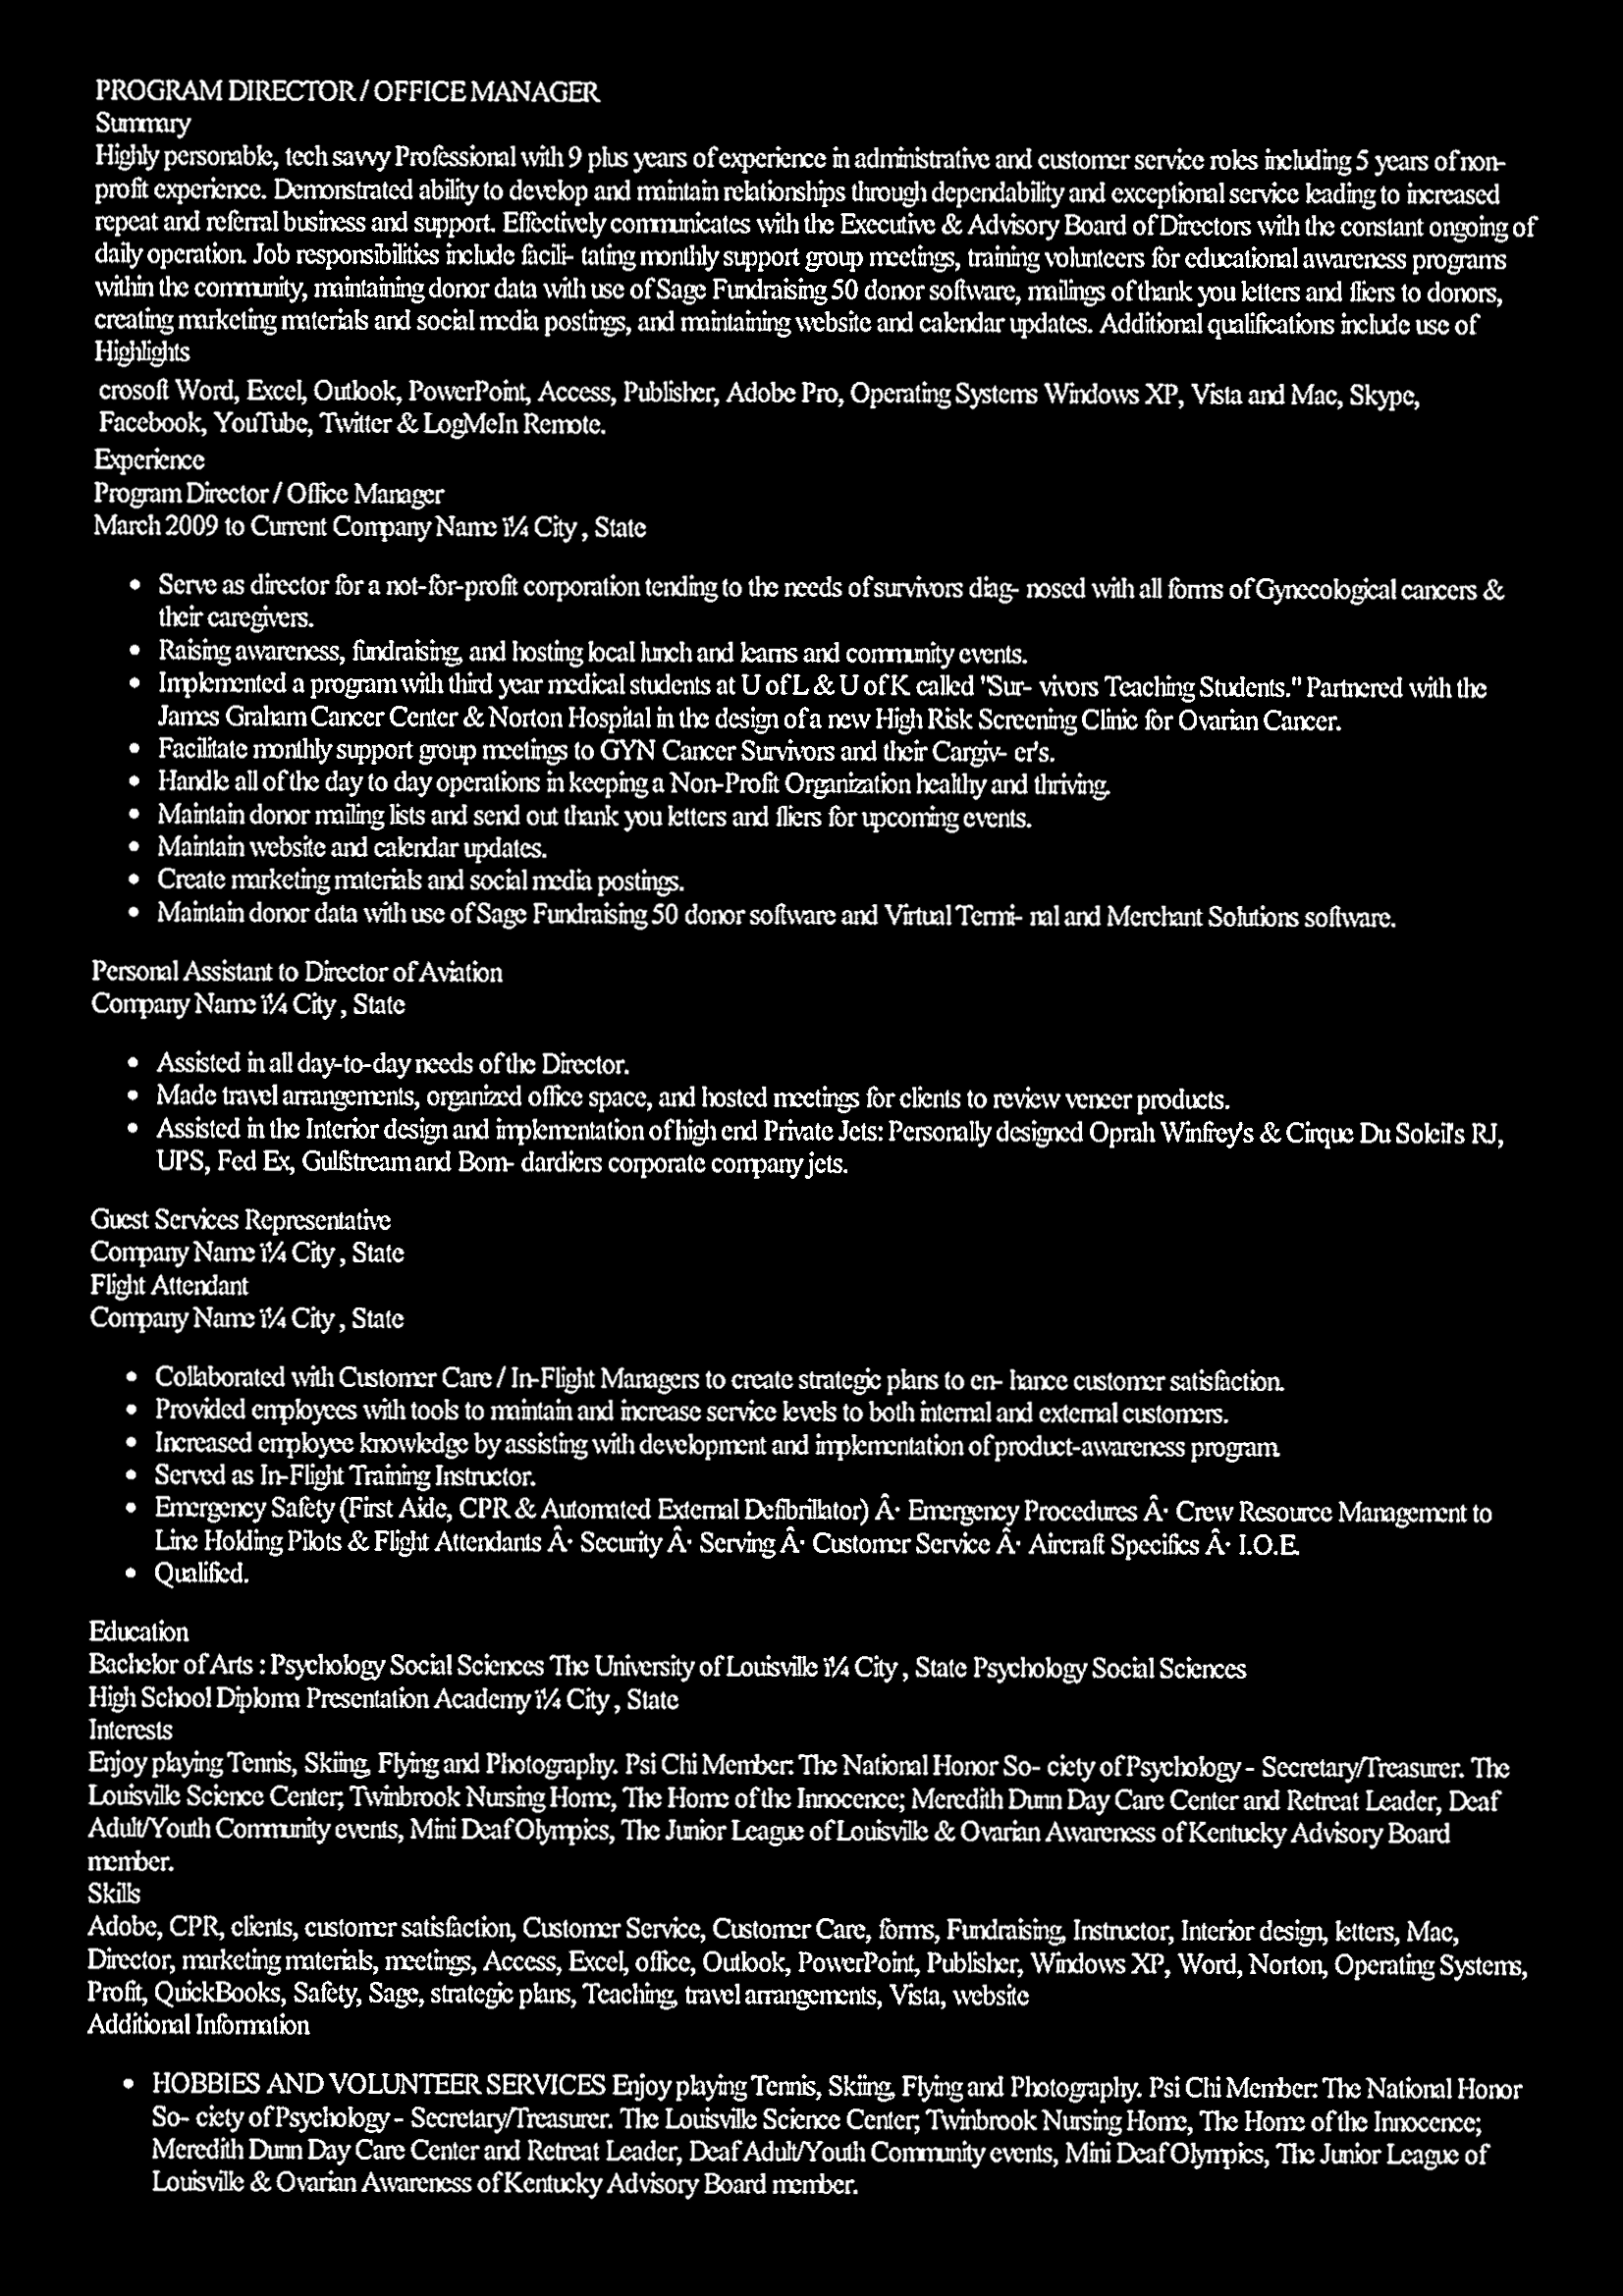 PROGRAM DIRECTOR / OFFICE MANAGER
Summary
Highly personable, tech savvy Professional with 9 plus years of experience in administrative and customer service roles including 5 years of non-
profit experience. Demonstrated ability to develop and maintain relationships through dependability and exceptional service leading to increased
repeat and referral business and support. Effectively communicates with the Executive & Advisory Board of Directors with the constant ongoing of
daily operation. Job responsibilities include facili- tating monthly support group meetings, training volunteers for educational awareness programs
within the community, maintaining donor data with use of Sage Fundraising 50 donor software, mailings of thank you letters and fliers to donors,
creating marketing materials and social media postings, and maintaining website and calendar updates. Additional qualifications include use of
Highlights
crosoft Word, Excel, Outlook, PowerPoint, Access, Publisher, Adobe Pro, Operating Systems Windows XP, Vista and Mac, Skype,
Facebook, YouTube, Twitter & LogMeIn Remote.
Experience
Program Director / Office Manager
March 2009 to Current Company Name ï¼ City , State
• Serve as director for a not-for-profit corporation tending to the needs of survivors diag- nosed with all forms of Gynecological cancers &
their caregivers.
• Raising awareness, fundraising, and hosting local lunch and learns and community events.
• Implemented a program with third year medical students at U of L & U of K called "Sur- vivors Teaching Students." Partnered with the
James Graham Cancer Center & Norton Hospital in the design of a new High Risk Screening Clinic for Ovarian Cancer.
• Facilitate monthly support group meetings to GYN Cancer Survivors and their Cargiv- er's.
• Handle all of the day to day operations in keeping a Non-Profit Organization healthy and thriving.
• Maintain donor mailing lists and send out thank you letters and fliers for upcoming events.
• Maintain website and calendar updates.
• Create marketing materials and social media postings.
• Maintain donor data with use of Sage Fundraising 50 donor software and Virtual Termi- nal and Merchant Solutions software.
Personal Assistant to Director of Aviation
Company Name ï¼ City , State
• Assisted in all day-to-day needs of the Director.
• Made travel arrangements, organized office space, and hosted meetings for clients to review veneer products.
• Assisted in the Interior design and implementation of high end Private Jets: Personally designed Oprah Winfrey's & Cirque Du Soleil's RJ,
UPS, Fed Ex, Gulfstream and Bom- dardiers corporate company jets.
Guest Services Representative
Company Name ï¼ City , State
Flight Attendant
Company Name ï¼ City , State
• Collaborated with Customer Care / In-Flight Managers to create strategic plans to en- hance customer satisfaction.
• Provided employees with tools to maintain and increase service levels to both internal and external customers.
• Increased employee knowledge by assisting with development and implementation of product-awareness program.
• Served as In-Flight Training Instructor.
• Emergency Safety (First Aide, CPR & Automated External Defibrillator) Â· Emergency Procedures Â· Crew Resource Management to
Line Holding Pilots & Flight Attendants Â· Security Â· Serving Â· Customer Service Â· Aircraft Specifics Â· I.O.E.
• Qualified.
Education
Bachelor of Arts : Psychology Social Sciences The University of Louisville ï¼ City , State Psychology Social Sciences
High School Diploma Presentation Academy ï¼ City , State
Interests
Enjoy playing Tennis, Skiing, Flying and Photography. Psi Chi Member: The National Honor So- ciety of Psychology - Secretary/Treasurer. The
Louisville Science Center; Twinbrook Nursing Home, The Home of the Innocence; Meredith Dunn Day Care Center and Retreat Leader, Deaf
Adult/Youth Community events, Mini Deaf Olympics, The Junior League of Louisville & Ovarian Awareness of Kentucky Advisory Board
member.
Skills
Adobe, CPR, clients, customer satisfaction, Customer Service, Customer Care, forms, Fundraising, Instructor, Interior design, letters, Mac,
Director, marketing materials, meetings, Access, Excel, office, Outlook, PowerPoint, Publisher, Windows XP, Word, Norton, Operating Systems,
Profit, QuickBooks, Safety, Sage, strategic plans, Teaching, travel arrangements, Vista, website
Additional Information
• HOBBIES AND VOLUNTEER SERVICES Enjoy playing Tennis, Skiing, Flying and Photography. Psi Chi Member: The National Honor
So- ciety of Psychology - Secretary/Treasurer. The Louisville Science Center; Twinbrook Nursing Home, The Home of the Innocence;
Meredith Dunn Day Care Center and Retreat Leader, Deaf Adult/Youth Community events, Mini Deaf Olympics, The Junior League of
Louisville & Ovarian Awareness of Kentucky Advisory Board member.